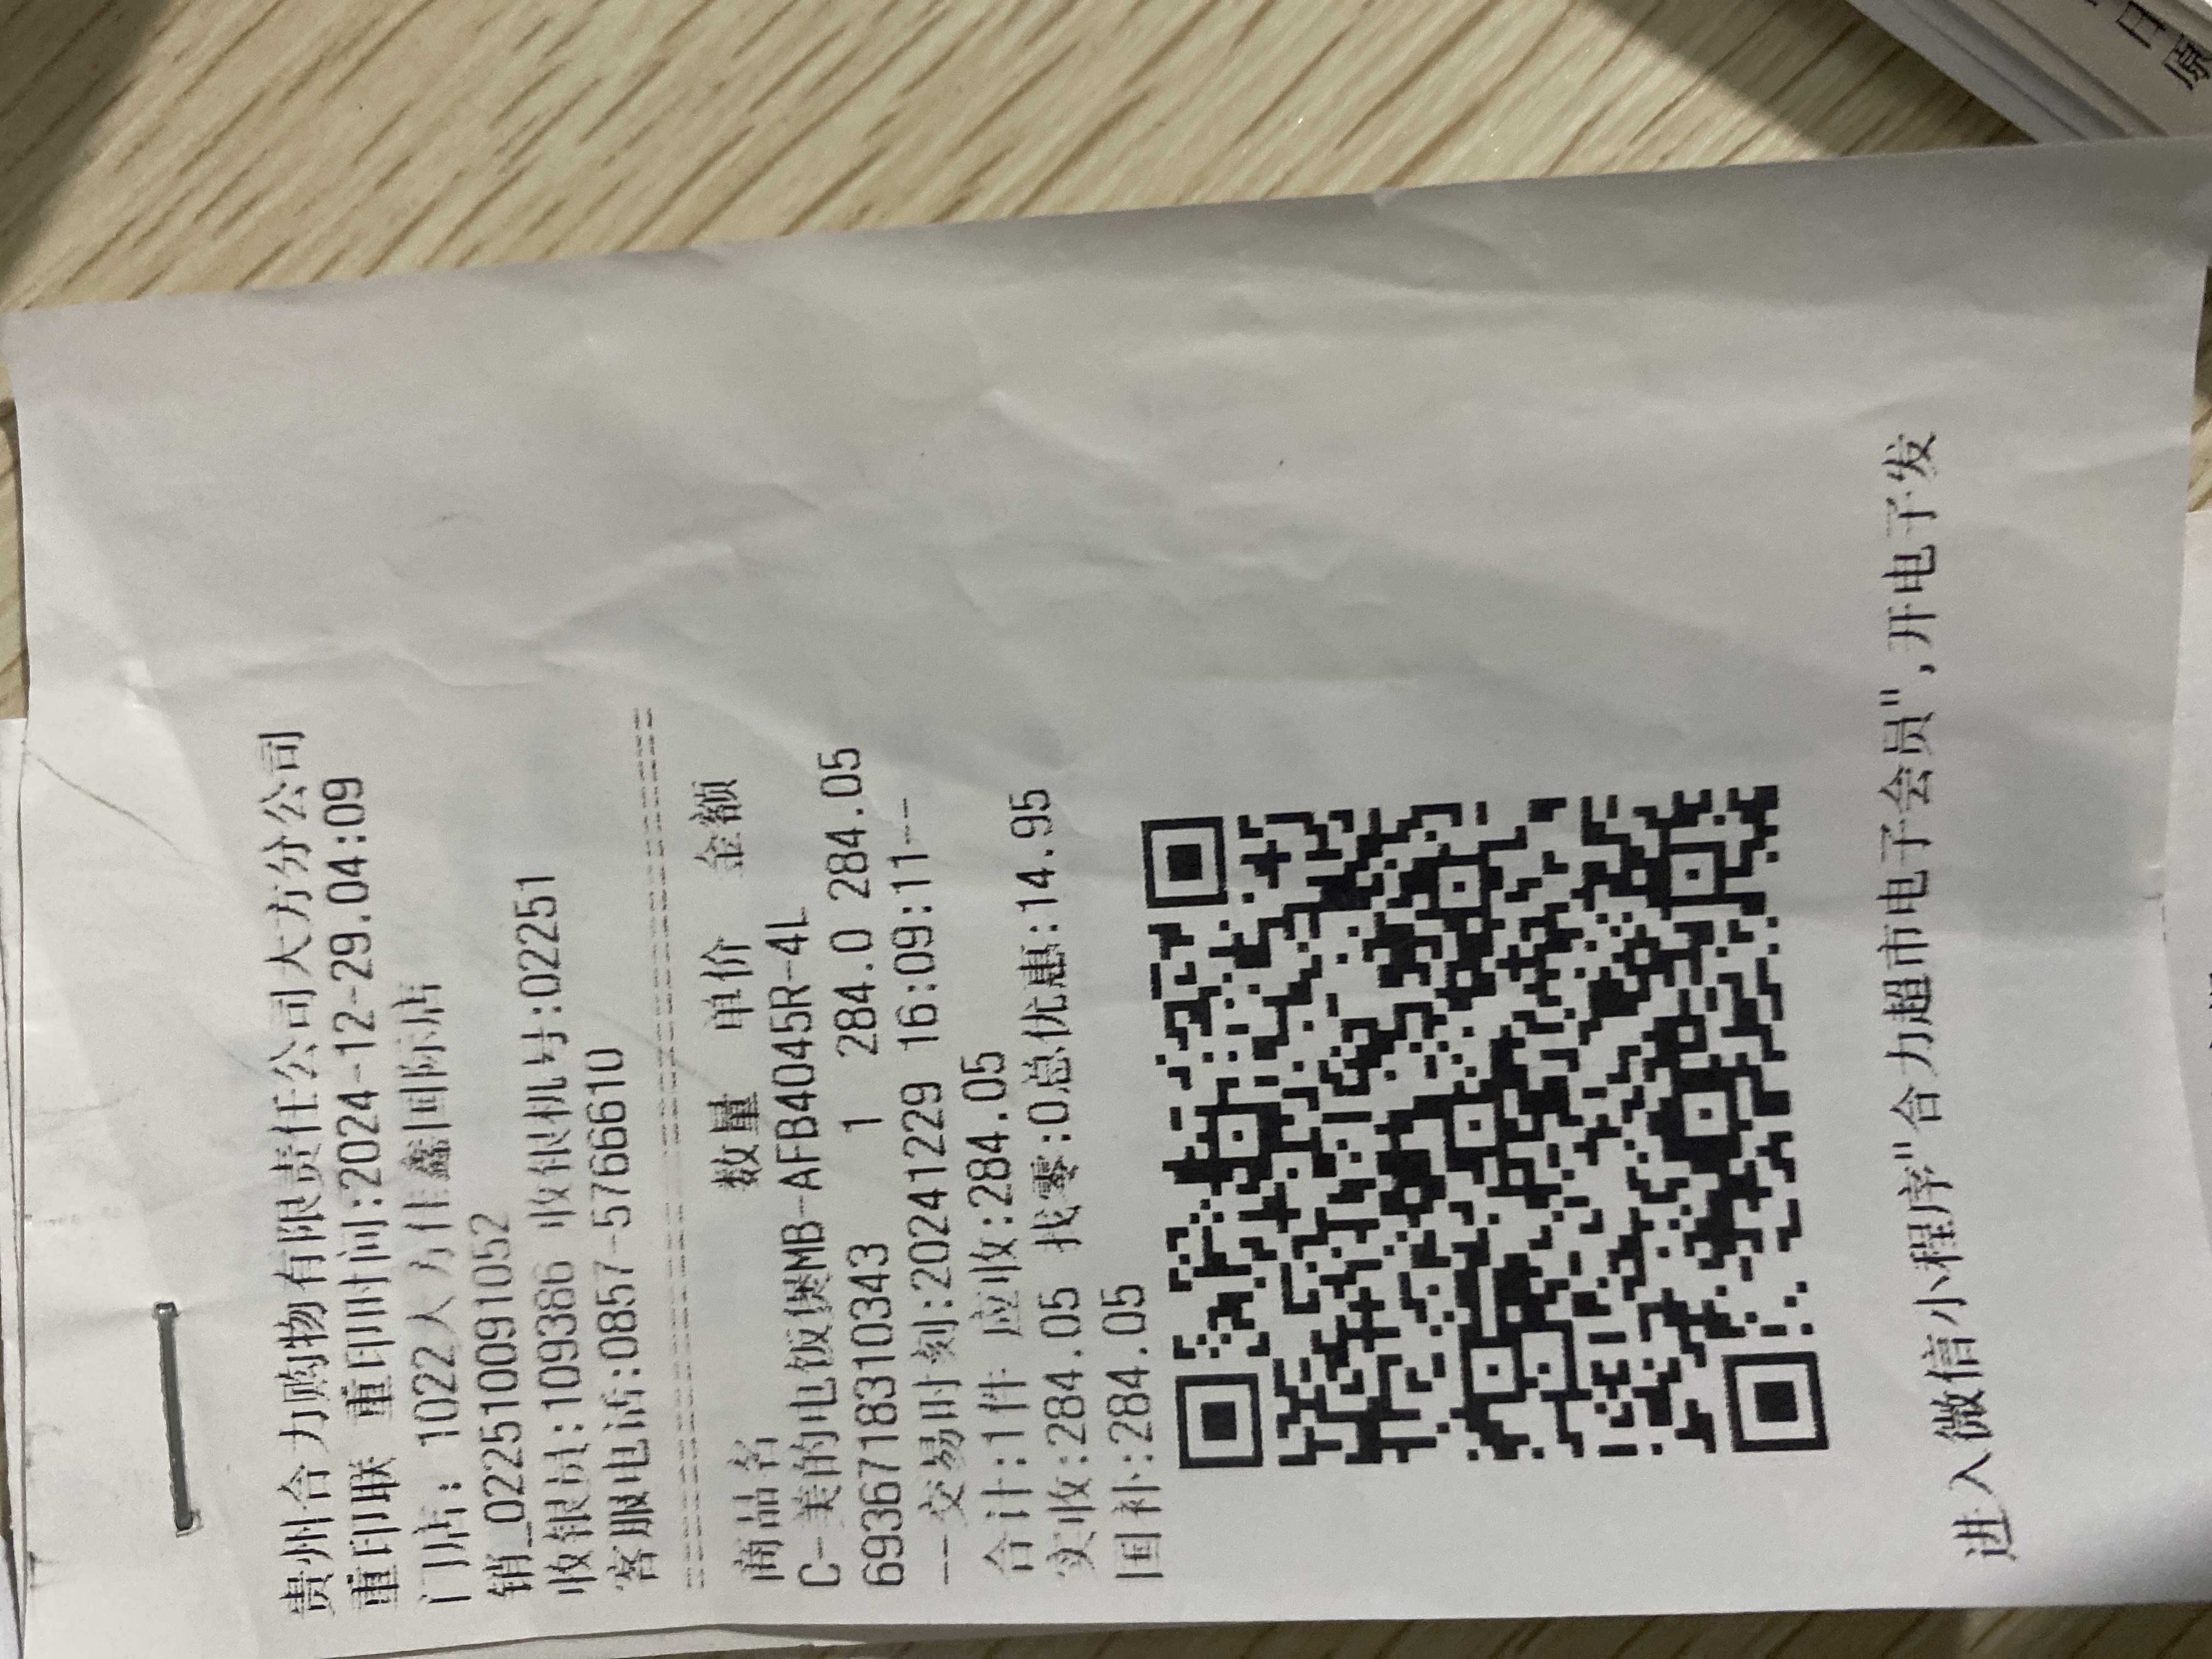 贵州合力购物有限责任公司大方分公司
重印联 重印时间:2024-12-29.04:09
门店: 1022大方佳鑫国际店
销_022510091052
收银员:109386 收银机号:02251
客服电话:0857-5766610
商品名 数量 单价 金额
C-美的电饭煲MB-AFB4045R-4L
6936718310343 1 284.0 284.05
--交易时刻:20241229 16:09:11--
合计:1件 应收:284.05
实收:284.05 找零:0总优惠:14.95
国补:284.05
进入微信小程序"合力超市电子会员",开电子发